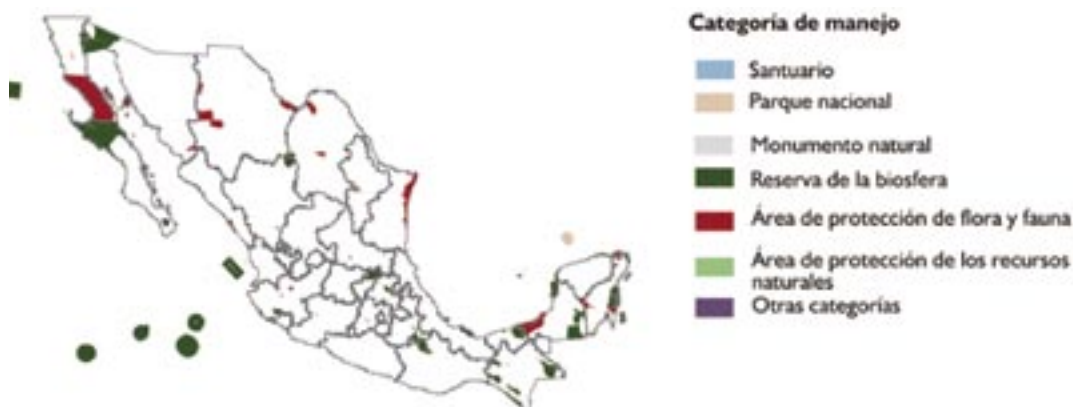 Categoría de manejo
Santuario
Parque nacional
Monumento natural
Reserva de la biosfera
Área de protección de flora y fauna
Área de protección de los recursos
naturales
Otras categorías